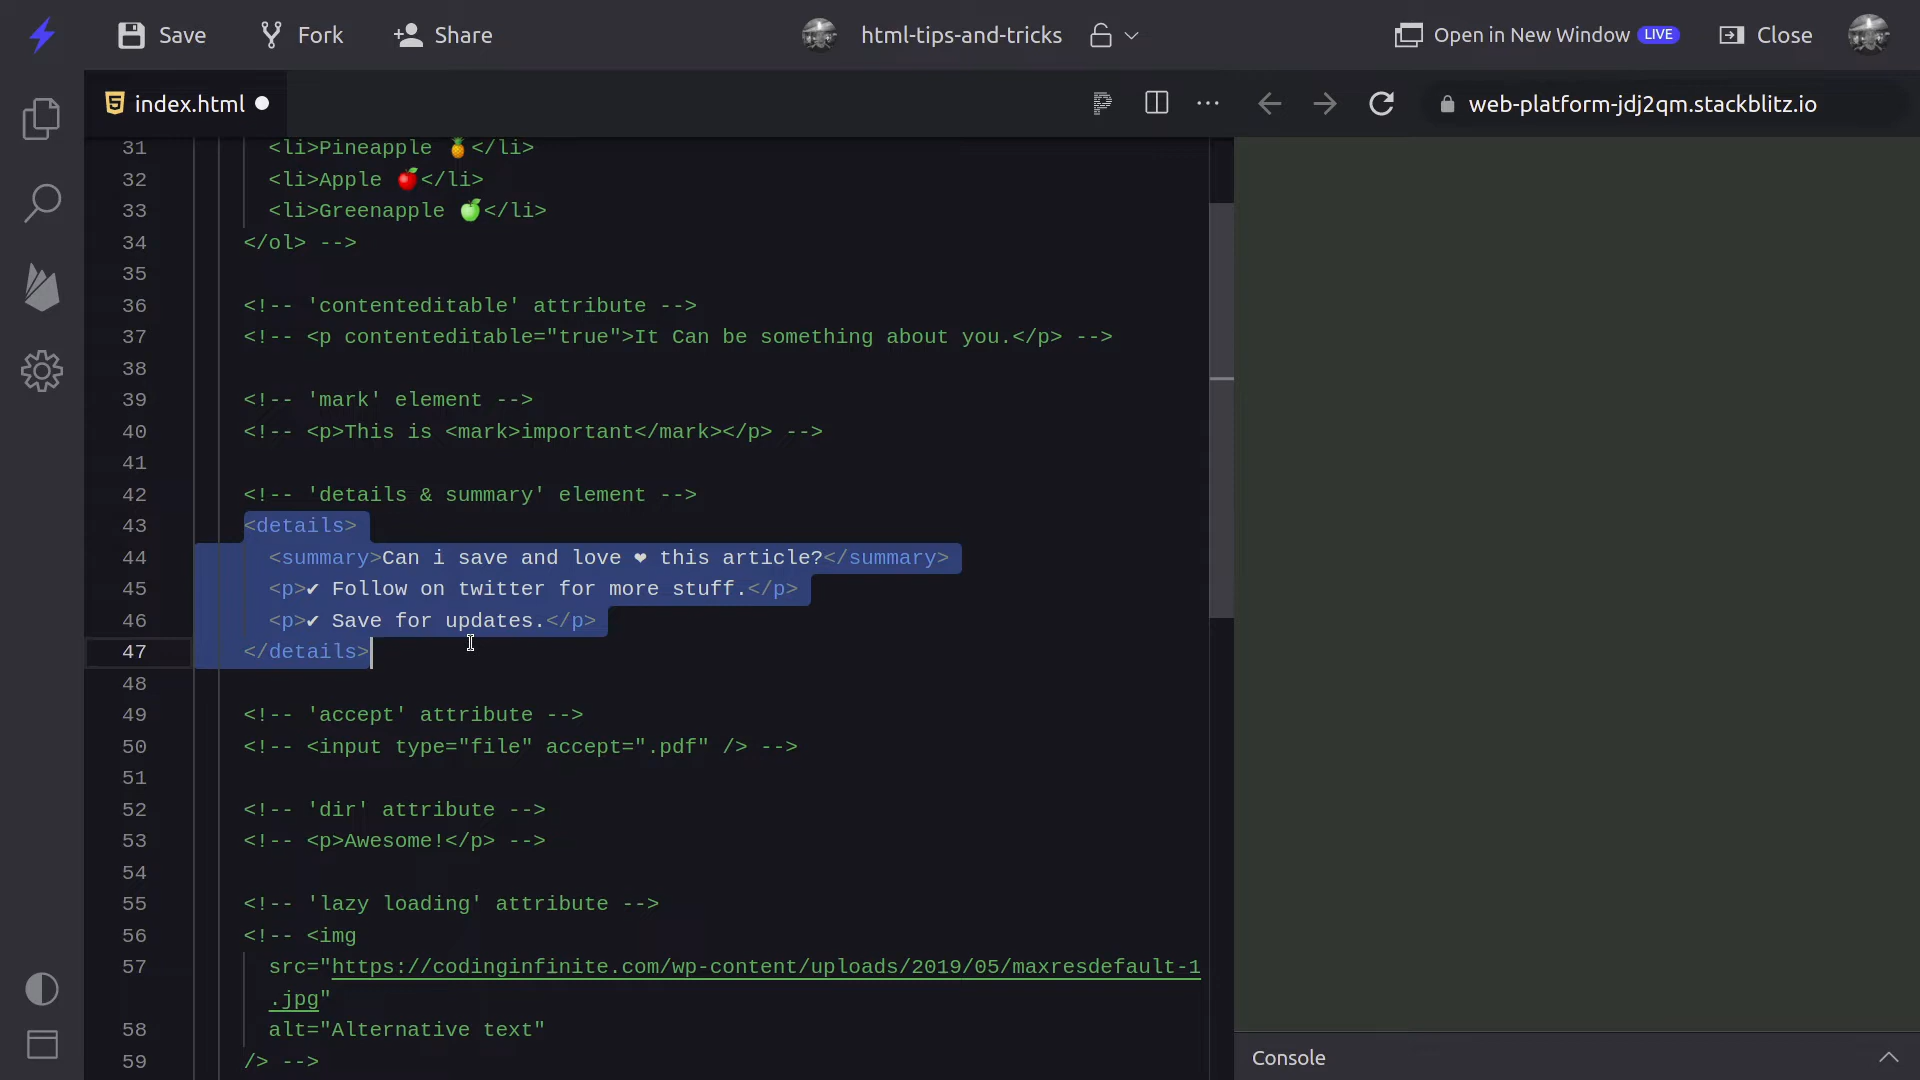 Save Fork Share html-tips-and-tricks Open in New Window LIVE Close
index.html web-platform-jdj2qm.stackblitz.io
31 <li>Pineapple 🍍</li>
32 <li>Apple 🍎</li>
33 <li>Greenapple 🍏</li>
34 </ol> -->
35
36 <!-- 'contenteditable' attribute -->
37 <!-- <p contenteditable="true">It Can be something about you.</p> -->
38
39 <!-- 'mark' element -->
40 <!-- <p>This is <mark>important</mark></p> -->
41
42 <!-- 'details & summary' element -->
43 <details>
44 <summary>Can i save and love ❤ this article?</summary>
45 <p>✔ Follow on twitter for more stuff.</p>
46 <p>✔ Save for updates.</p>
47 </details>
48
49 <!-- 'accept' attribute -->
50 <!-- <input type="file" accept=".pdf" /> -->
51
52 <!-- 'dir' attribute -->
53 <!-- <p>Awesome!</p> -->
54
55 <!-- 'lazy loading' attribute -->
56 <!-- <img
57 src="https://codinginfinite.com/wp-content/uploads/2019/05/maxresdefault-1
.jpg"
58 alt="Alternative text"
59 /> -->
Console